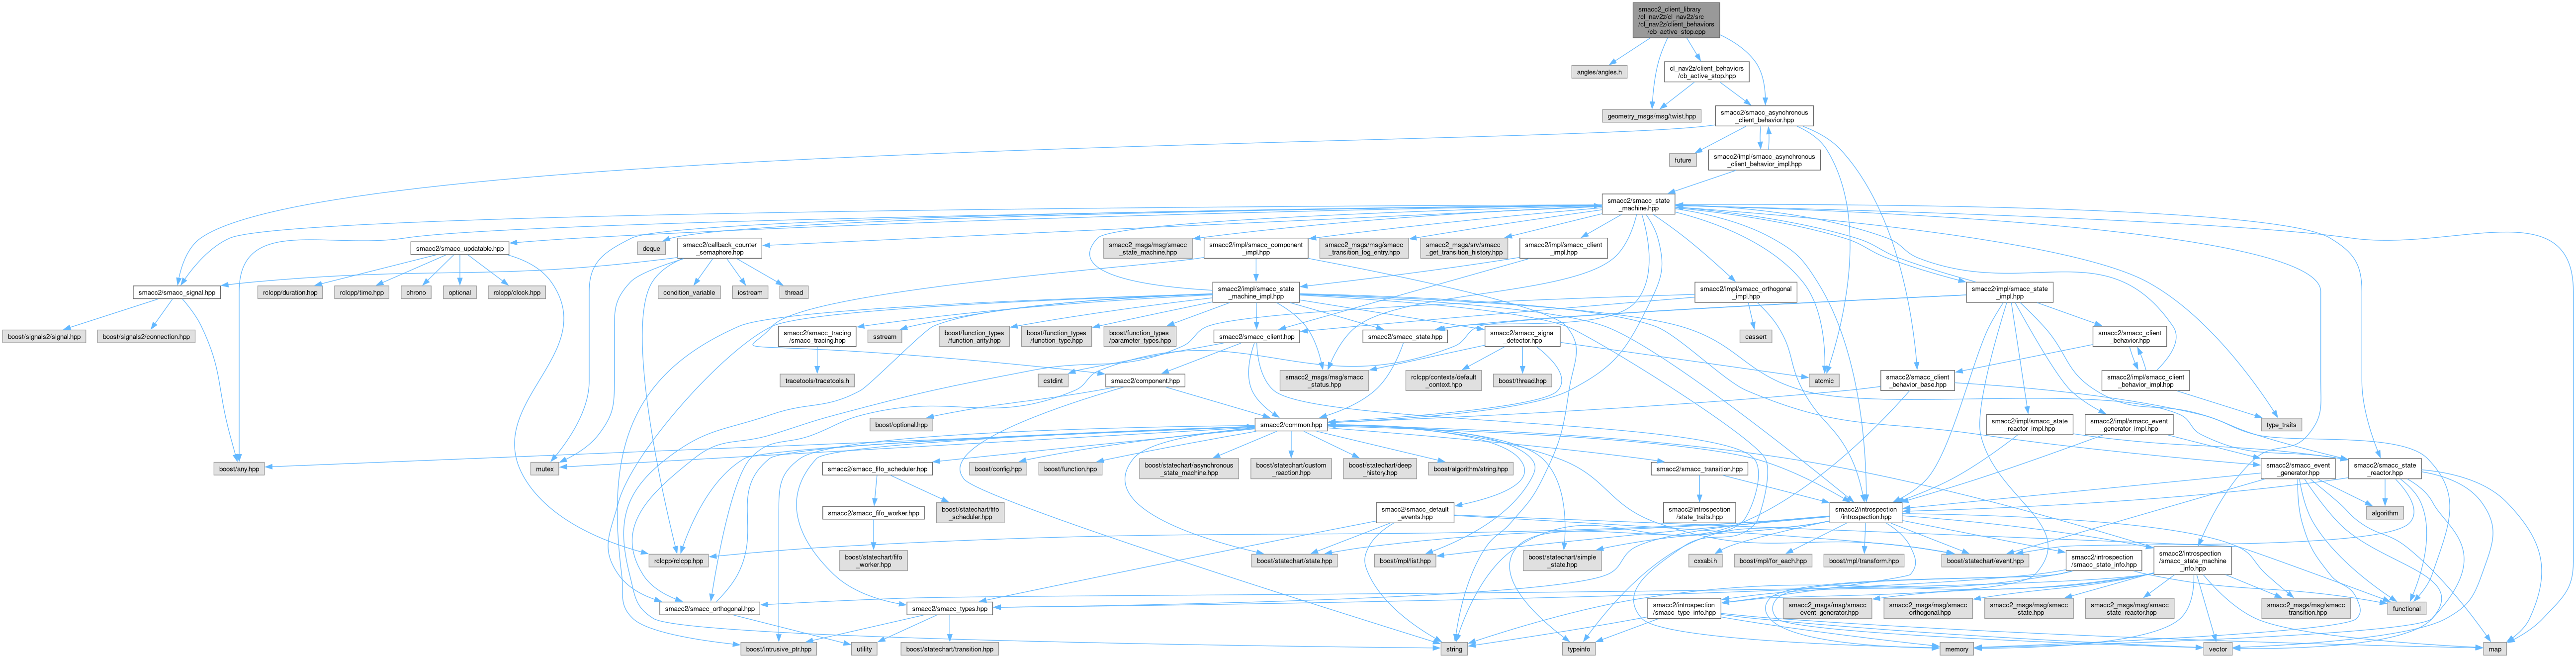 smacc2_client_library
/cl_nav2z/cl_nav2z/src
/cl_nav2z/client_behaviors
/cb_active_stop.cpp
angles/angles.h
cl_nav2z/client_behaviors
/cb_active_stop.hpp
geometry_msgs/msg/twist.hpp
smacc2/smacc_asynchronous
_client_behavior.hpp
future
smacc2/impl/smacc_asynchronous
_client_behavior_impl.hpp
smacc2/smacc_state
_machine.hpp
smacc2/smacc_updatable.hpp
deque
smacc2/callback_counter
_semaphore.hpp
smacc2_msgs/msg/smacc
_state_machine.hpp
smacc2/impl/smacc_component
_impl.hpp
smacc2_msgs/msg/smacc
_transition_log_entry.hpp
smacc2_msgs/srv/smacc
_get_transition_history.hpp
smacc2/impl/smacc_client
_impl.hpp
smacc2/smacc_signal.hpp
rclcpp/duration.hpp
rclcpp/time.hpp
chrono
optional
rclcpp/clock.hpp
condition_variable
iostream
thread
smacc2/impl/smacc_state
_machine_impl.hpp
smacc2/impl/smacc_orthogonal
_impl.hpp
smacc2/impl/smacc_state
_impl.hpp
boost/signals2/signal.hpp
boost/signals2/connection.hpp
smacc2/smacc_tracing
/smacc_tracing.hpp
sstream
boost/function_types
/function_arity.hpp
boost/function_types
/function_type.hpp
boost/function_types
/parameter_types.hpp
smacc2/smacc_client.hpp
smacc2/smacc_state.hpp
smacc2/smacc_signal
_detector.hpp
cassert
smacc2/smacc_client
_behavior.hpp
tracetools/tracetools.h
cstdint
smacc2/component.hpp
smacc2_msgs/msg/smacc
_status.hpp
rclcpp/contexts/default
_context.hpp
boost/thread.hpp
atomic
smacc2/smacc_client
_behavior_base.hpp
smacc2/impl/smacc_client
_behavior_impl.hpp
boost/optional.hpp
smacc2/common.hpp
smacc2/impl/smacc_state
_reactor_impl.hpp
smacc2/impl/smacc_event
_generator_impl.hpp
type_traits
boost/any.hpp
mutex
smacc2/smacc_fifo_scheduler.hpp
boost/config.hpp
boost/function.hpp
boost/statechart/asynchronous
_state_machine.hpp
boost/statechart/custom
_reaction.hpp
boost/statechart/deep
_history.hpp
boost/algorithm/string.hpp
smacc2/smacc_transition.hpp
smacc2/smacc_event
_generator.hpp
smacc2/smacc_state
_reactor.hpp
smacc2/smacc_fifo_worker.hpp
boost/statechart/fifo
_scheduler.hpp
smacc2/smacc_default
_events.hpp
smacc2/introspection
/state_traits.hpp
smacc2/introspection
/introspection.hpp
algorithm
rclcpp/rclcpp.hpp
boost/statechart/fifo
_worker.hpp
boost/statechart/state.hpp
boost/mpl/list.hpp
boost/statechart/simple
_state.hpp
cxxabi.h
boost/mpl/for_each.hpp
boost/mpl/transform.hpp
boost/statechart/event.hpp
smacc2/introspection
/smacc_state_info.hpp
smacc2/introspection
/smacc_state_machine
_info.hpp
smacc2/smacc_orthogonal.hpp
smacc2/smacc_types.hpp
smacc2/introspection
/smacc_type_info.hpp
smacc2_msgs/msg/smacc
_event_generator.hpp
smacc2_msgs/msg/smacc
_orthogonal.hpp
smacc2_msgs/msg/smacc
_state.hpp
smacc2_msgs/msg/smacc
_state_reactor.hpp
smacc2_msgs/msg/smacc
_transition.hpp
functional
boost/intrusive_ptr.hpp
utility
boost/statechart/transition.hpp
string
typeinfo
memory
vector
map